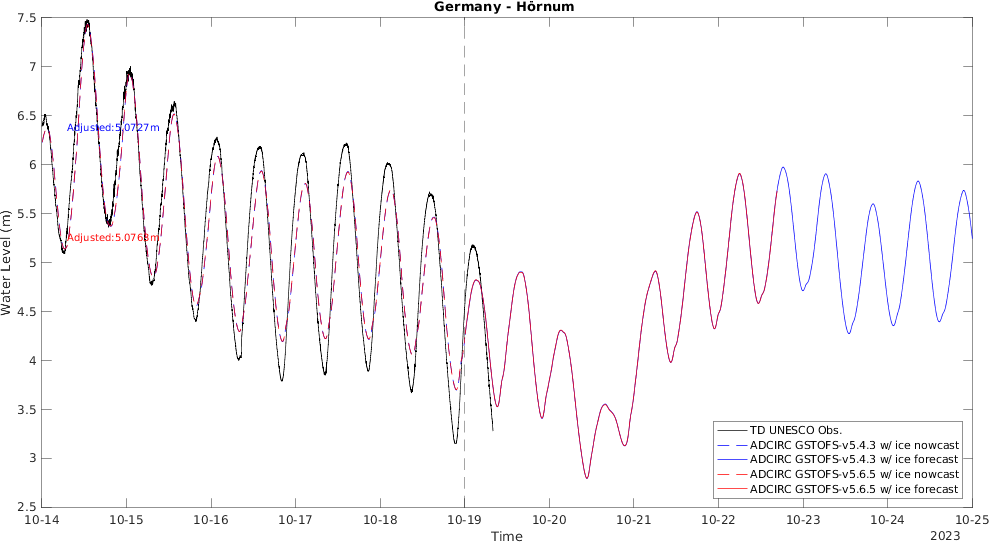 Germany - Hörnum
7.5
7
6.5
6
5.5
5
4.5
4
3.5
3
2.5
Water Level (m)
Adjusted:5.0727m
Adjusted:5.0763m
TD UNESCO Obs.
ADCIRC GSTOFS-v5.4.3 w/ ice nowcast
ADCIRC GSTOFS-v5.4.3 w/ ice forecast
ADCIRC GSTOFS-v5.6.5 w/ ice nowcast
ADCIRC GSTOFS-v5.6.5 w/ ice forecast
10-14 10-15 10-16 10-17 10-18 10-19 10-20 10-21 10-22 10-23 10-24 10-25
Time
2023